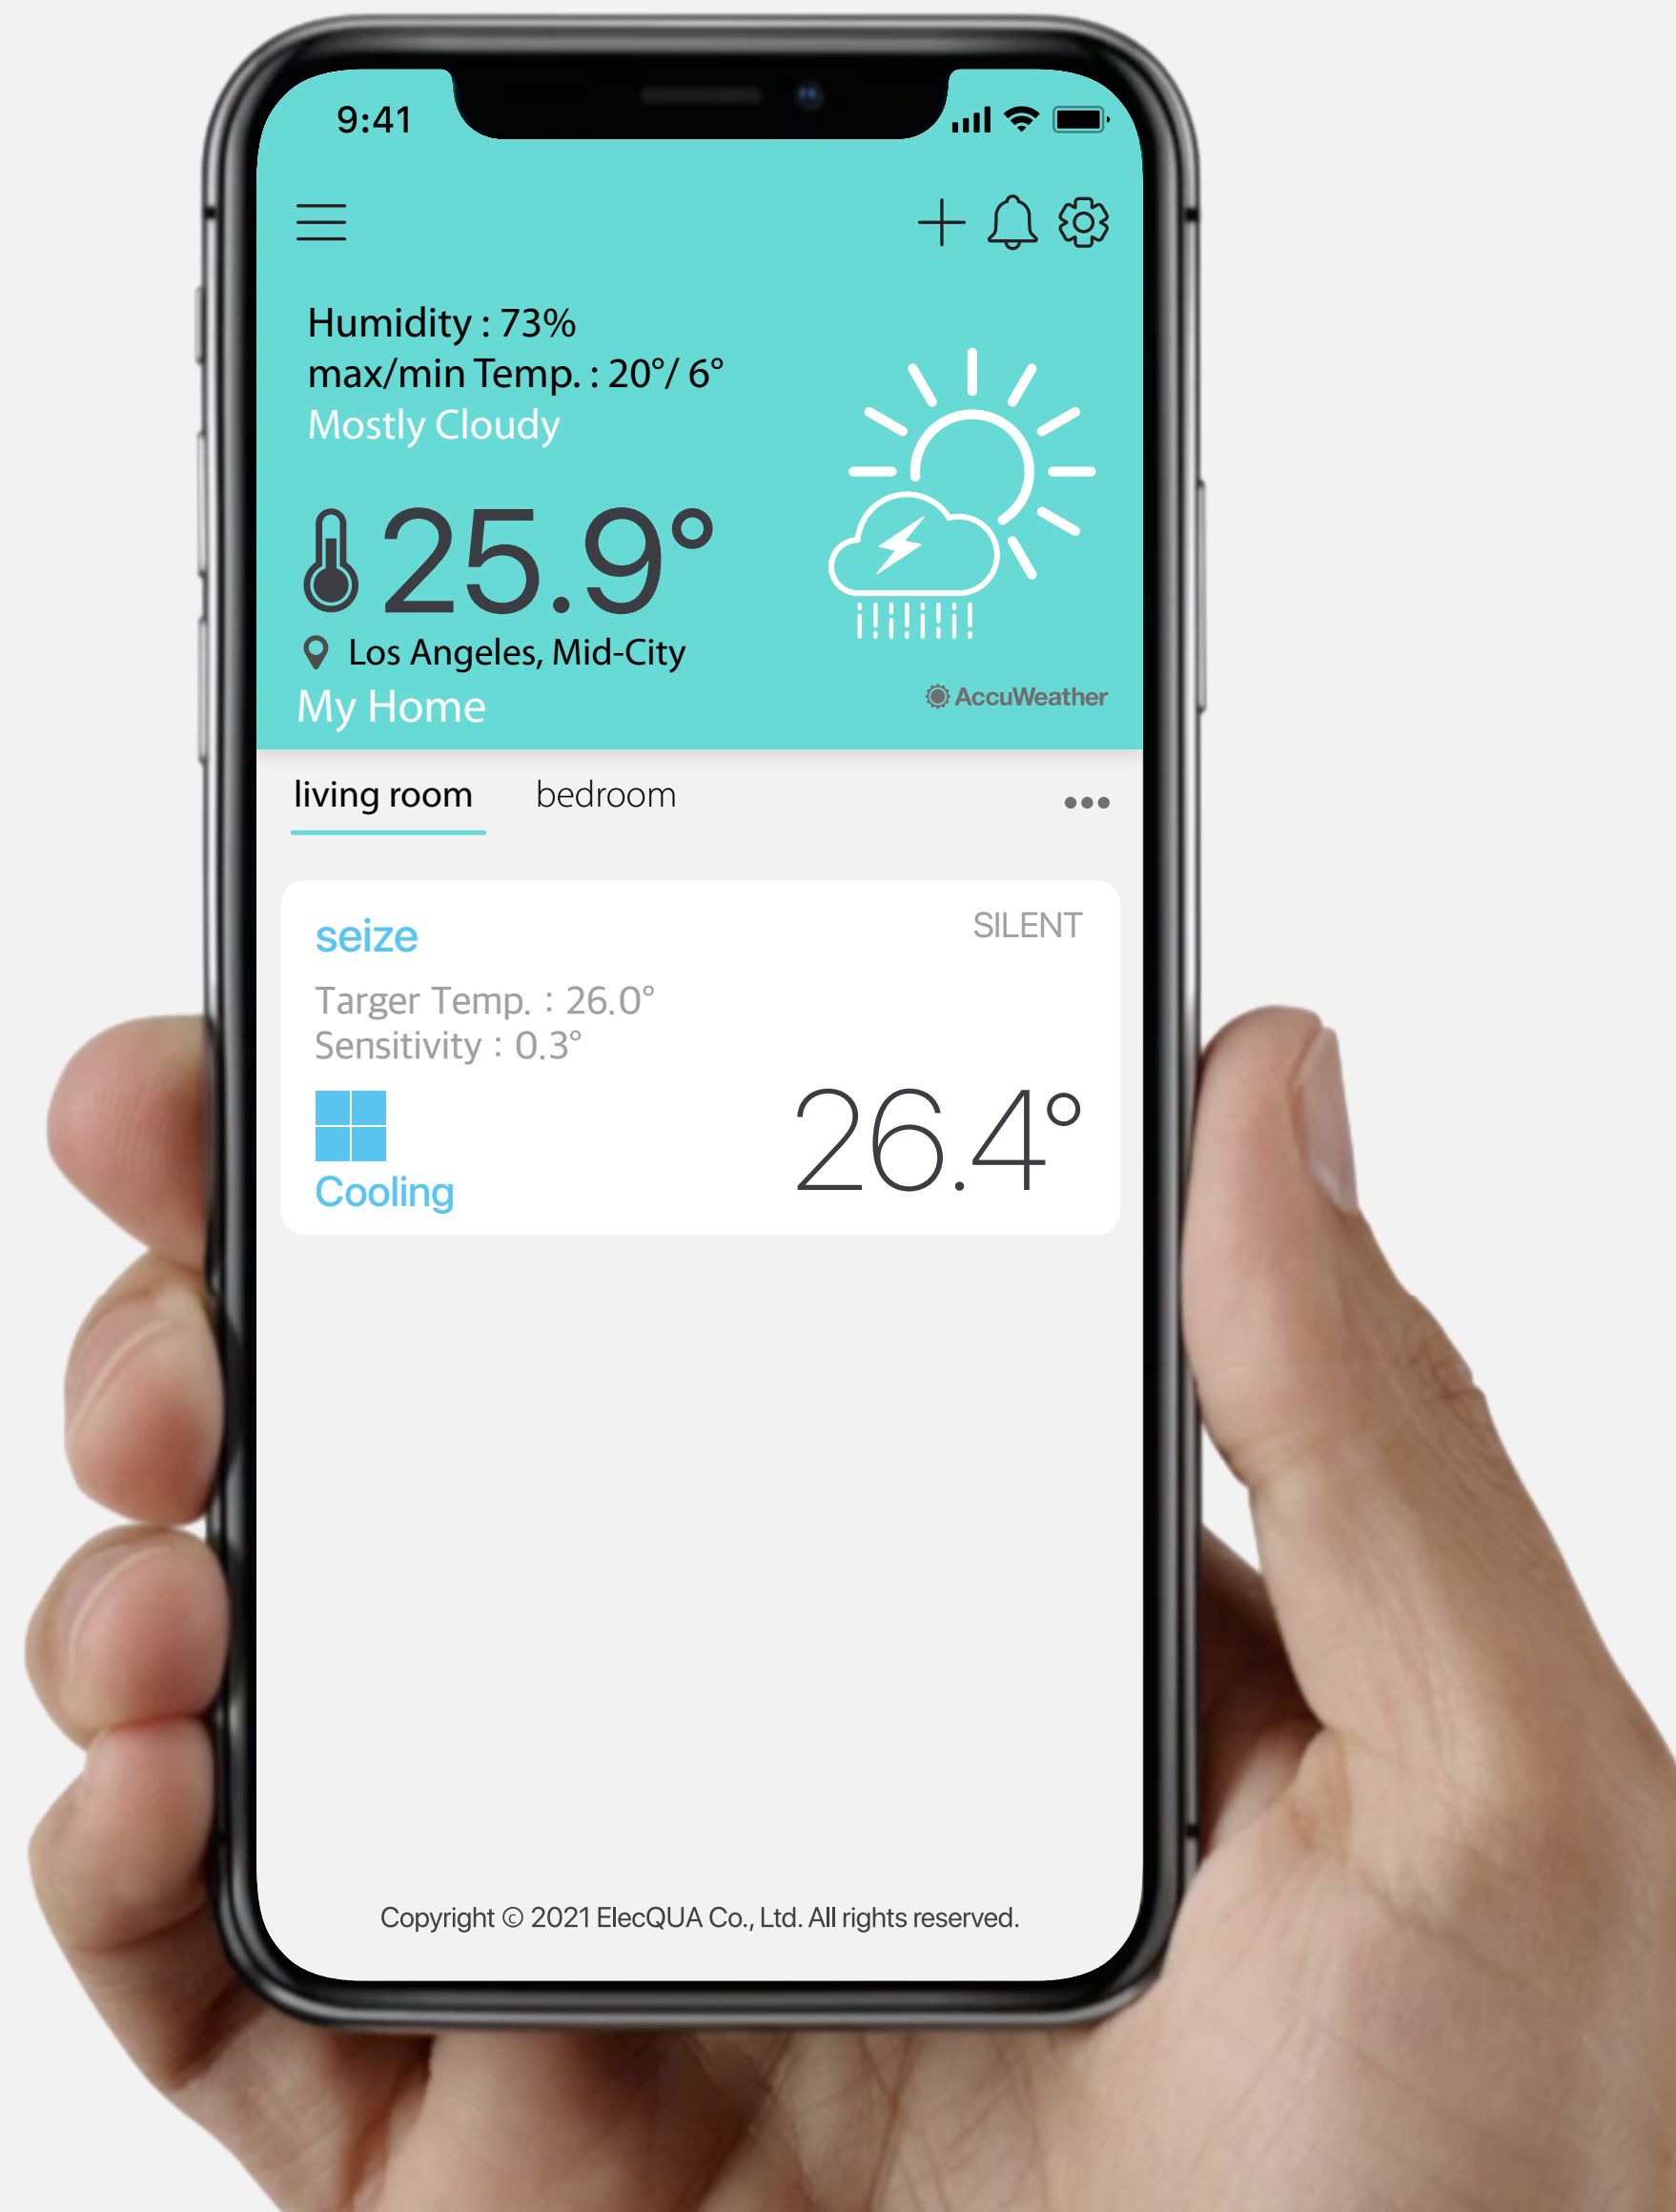 9:41
Humidity : 73%
max/min Temp. : 20°/ 6°
Mostly Cloudy
25.9°
Los Angeles, Mid-City
My Home
AccuWeather
living room bedroom
seize
SILENT
Targer Temp. : 26.0°
Sensitivity : 0.3°
26.4°
Cooling
Copyright © 2021 ElecQUA Co., Ltd. All rights reserved.